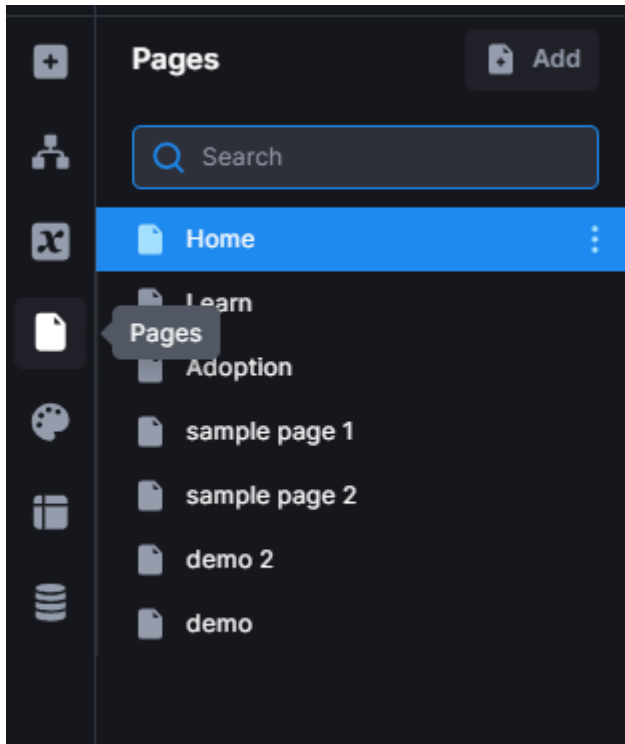 Pages
Add
Search
Home
Learn
Pages
Adoption
sample page 1
sample page 2
demo 2
demo